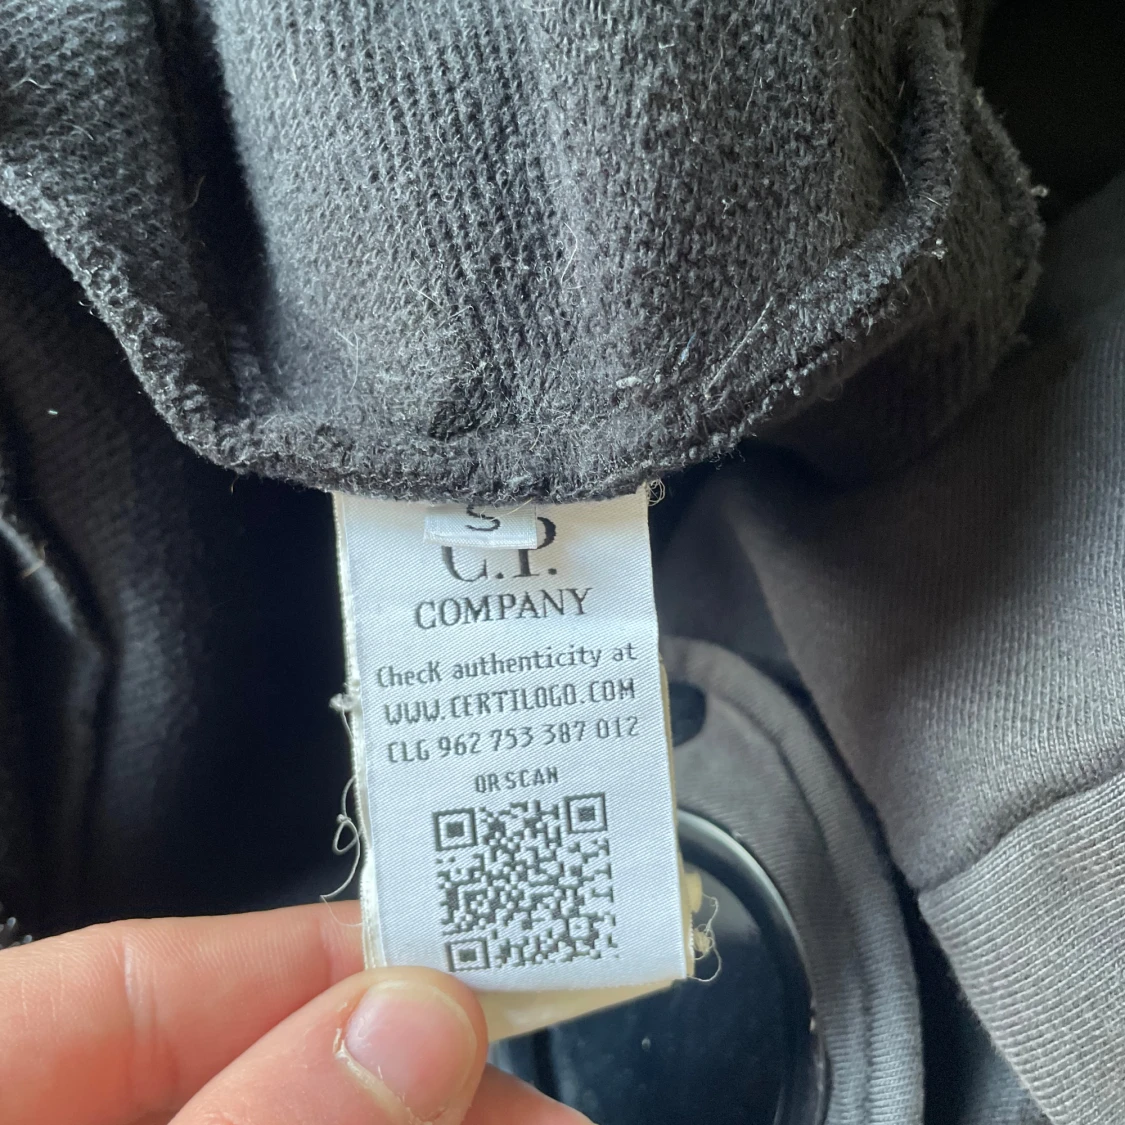 S
C.P.
COMPANY
Check authenticity at
WWW.CERTILOGO.COM
CLG 962 753 387 012
OR SCAN